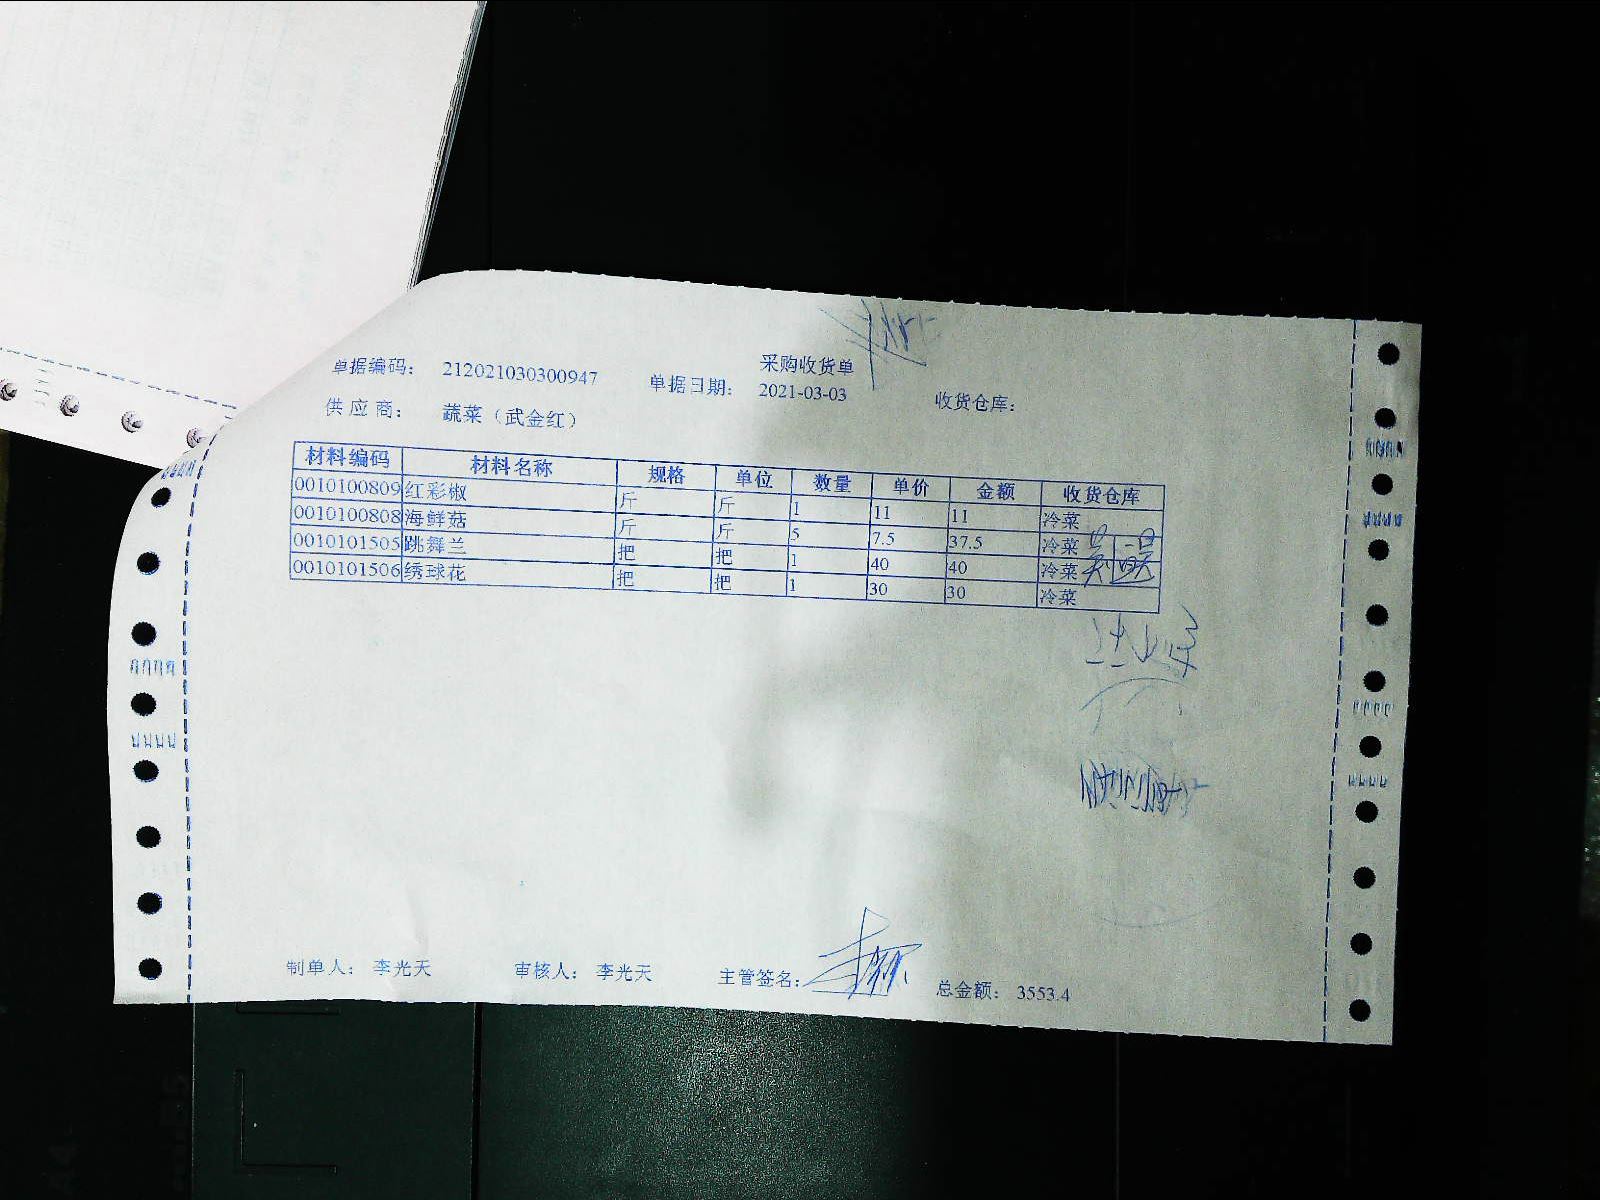 采购收货单
单据编码： 212021030300947 单据日期： 2021-03-03 收货仓库：
供应商： 蔬菜（武金红）
材料编码 材料名称 规格 单位 数量 单价 金额 收货仓库
0010100809 红彩椒 斤 斤 1 11 11 冷菜
0010100808 海鲜菇 斤 斤 5 7.5 37.5 冷菜
0010101505 跳舞兰 把 把 1 40 40 冷菜
0010101506 绣球花 把 把 1 30 30 冷菜
制单人： 李光天 审核人： 李光天 主管签名： 总金额： 3553.4